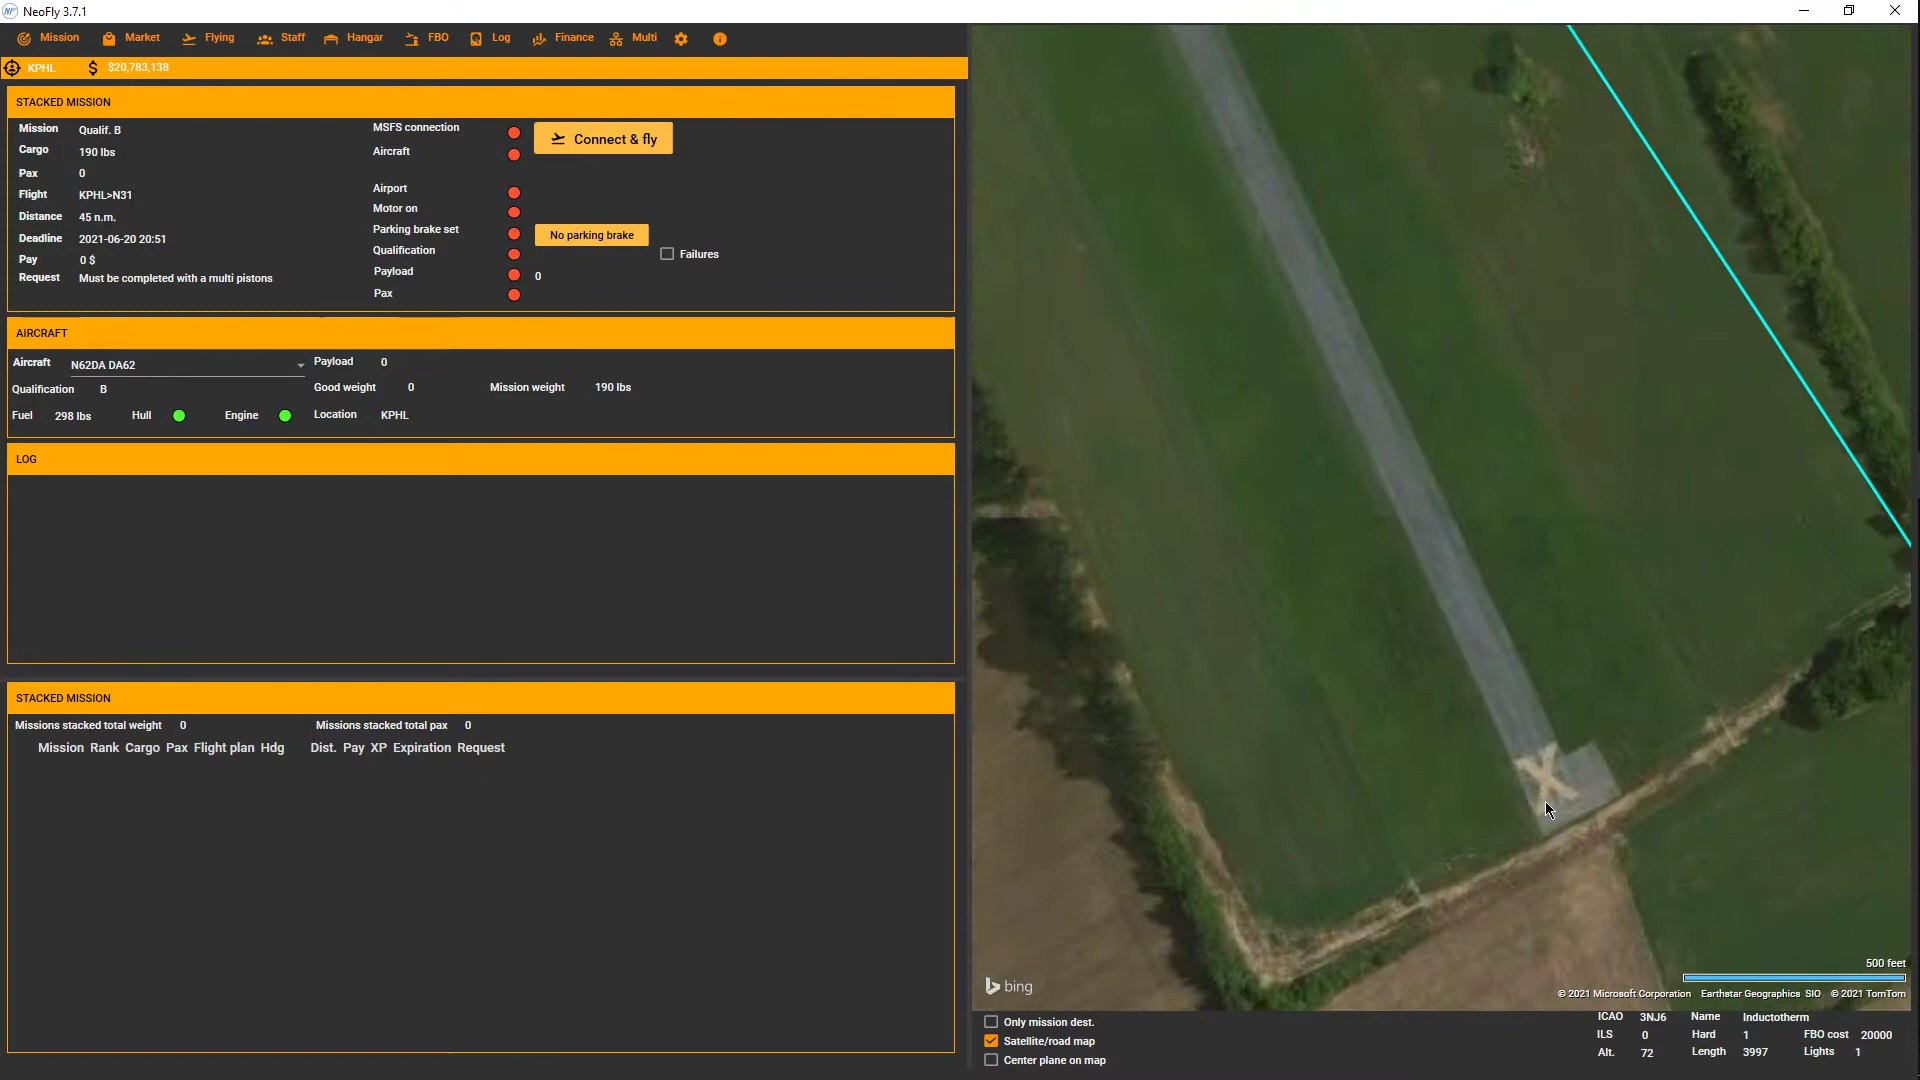 NeoFly 3.7.1
Mission Market Flying Staff Hangar FBO Log Finance Multi
KPHL $20,783,138
STACKED MISSION
Mission Qualif. B
Cargo 190 lbs
Pax 0
Flight KPHL>N31
Distance 45 n.m.
Deadline 2021-06-20 20:51
Pay 0 $
Request Must be completed with a multi pistons
MSFS connection
Aircraft
Connect & fly
Airport
Motor on
Parking brake set No parking brake
Qualification Failures
Payload 0
Pax
AIRCRAFT
Aircraft N62DA DA62 Payload 0
Qualification B Good weight 0 Mission weight 190 lbs
Fuel 298 lbs Hull Engine Location KPHL
LOG
STACKED MISSION
Missions stacked total weight 0 Missions stacked total pax 0
Mission Rank Cargo Pax Flight plan Hdg Dist. Pay XP Expiration Request
X
500 feet
bing
© 2021 Microsoft Corporation Earthstar Geographics SIO © 2021 TomTom
Only mission dest.
Satellite/road map
Center plane on map
ICAO 3NJ6 Name Inductotherm
ILS 0 Hard 1 FBO cost 20000
Alt. 72 Length 3997 Lights 1